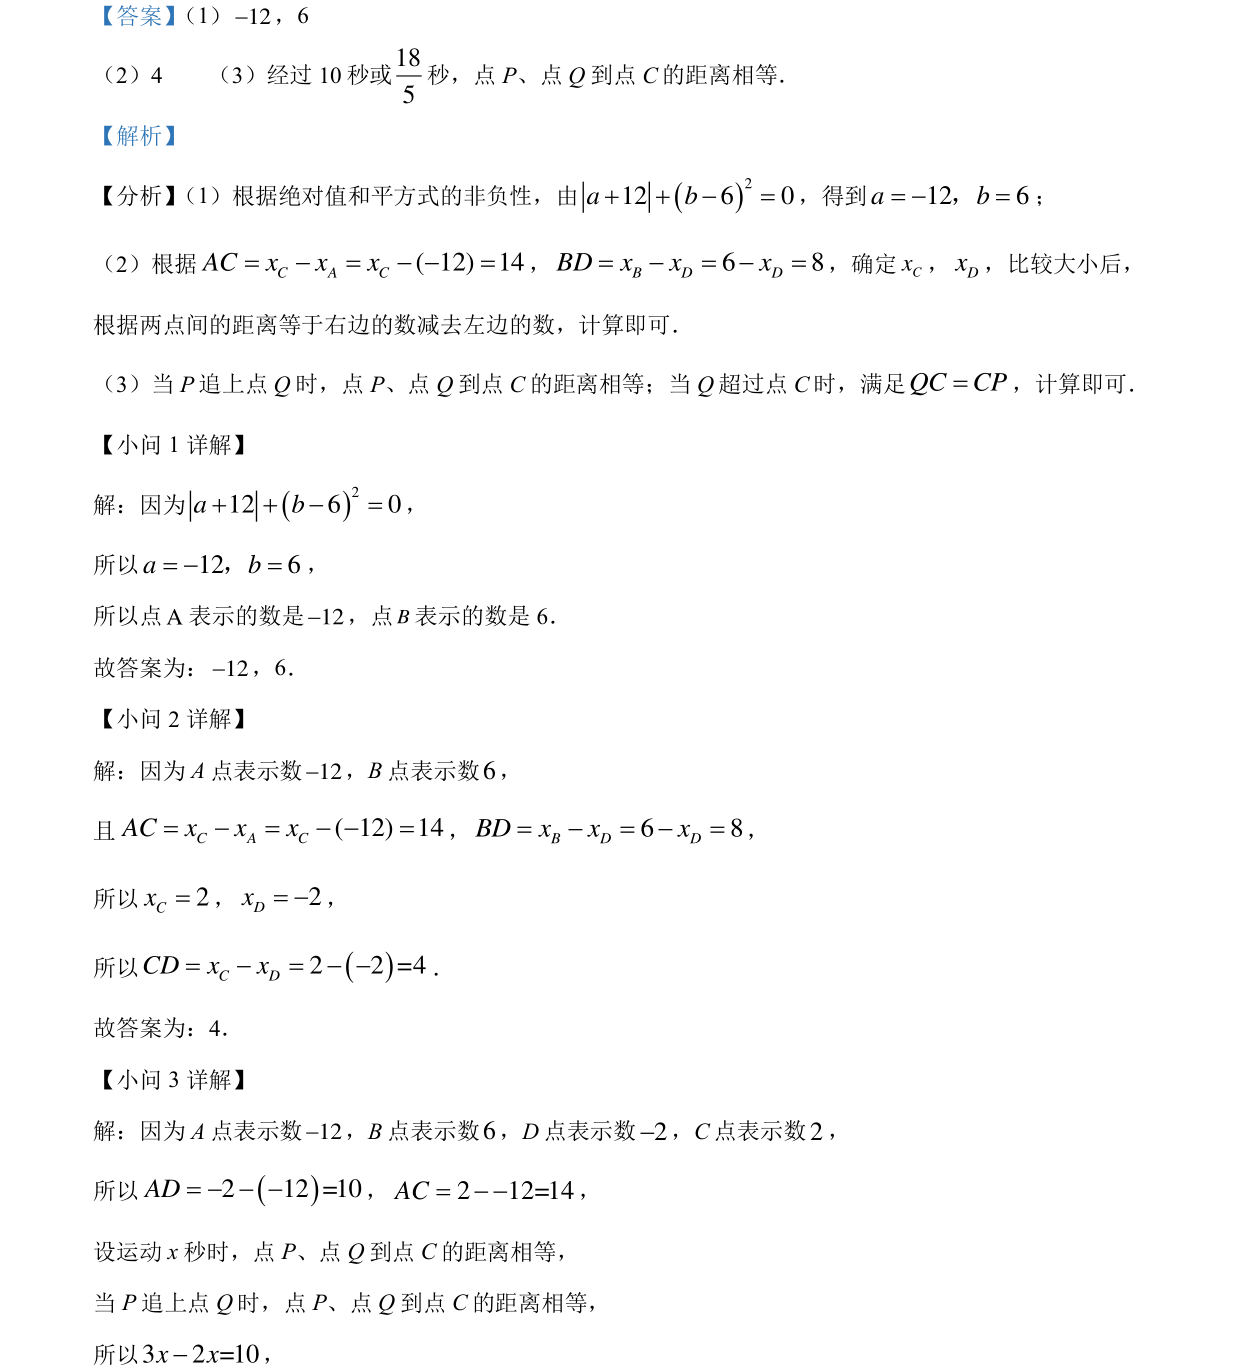 【答案】（1）−12，6
（2）4 （3）经过 10 秒或 18/5 秒，点 P、点 Q 到点 C 的距离相等．
【解析】
【分析】（1）根据绝对值和平方式的非负性，由|a+12|+(b−6)²=0，得到a=−12，b=6；
（2）根据 AC=x_C−x_A=x_C−(−12)=14，BD=x_B−x_D=6−x_D=8，确定x_C，x_D，比较大小后，
根据两点间的距离等于右边的数减去左边的数，计算即可．
（3）当 P 追上点 Q 时，点 P、点 Q 到点 C 的距离相等；当 Q 超过点 C 时，满足QC=CP，计算即可．
【小问 1 详解】
解：因为|a+12|+(b−6)²=0，
所以a=−12，b=6，
所以点 A 表示的数是−12，点 B 表示的数是 6．
故答案为：−12，6．
【小问 2 详解】
解：因为 A 点表示数−12，B 点表示数6，
且 AC=x_C−x_A=x_C−(−12)=14，BD=x_B−x_D=6−x_D=8，
所以 x_C=2，x_D=−2，
所以CD=x_C−x_D=2−(−2)=4．
故答案为：4．
【小问 3 详解】
解：因为 A 点表示数−12，B 点表示数6，D 点表示数−2，C 点表示数2，
所以 AD=−2−(−12)=10，AC=2−−12=14，
设运动 x 秒时，点 P、点 Q 到点 C 的距离相等，
当 P 追上点 Q 时，点 P、点 Q 到点 C 的距离相等，
所以3x−2x=10，